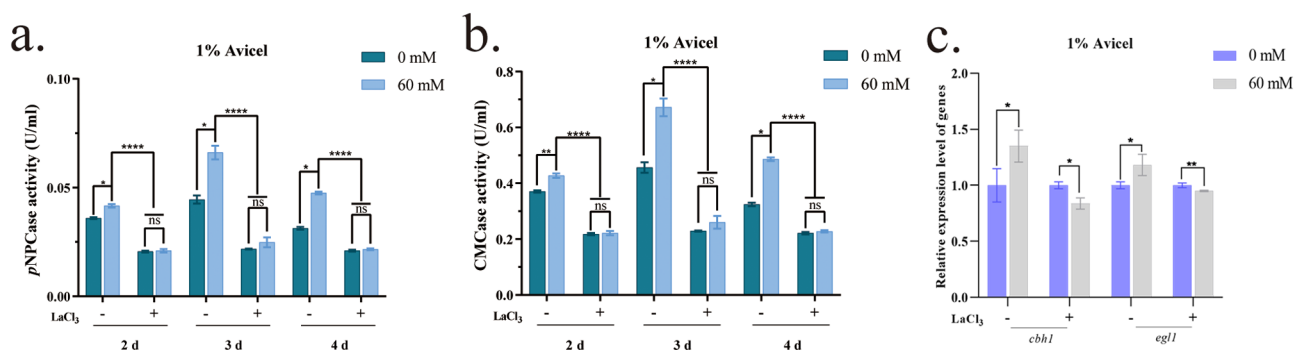 a.
1% Avicel
0 mM
60 mM
pNPCase activity (U/ml)
0.10
0.05
0.00
* **** * **** * ****
ns ns ns
LaCl3 - + - + - +
2 d 3 d 4 d
b.
1% Avicel
0 mM
60 mM
CMCase activity (U/ml)
0.8
0.6
0.4
0.2
0.0
** **** * **** * ****
ns ns ns
LaCl3 - + - + - +
2 d 3 d 4 d
c.
1% Avicel
0 mM
60 mM
Relative expression level of genes
2.0
1.5
1.0
0.5
0.0
* * * **
LaCl3 - + - +
cbh1 egl1